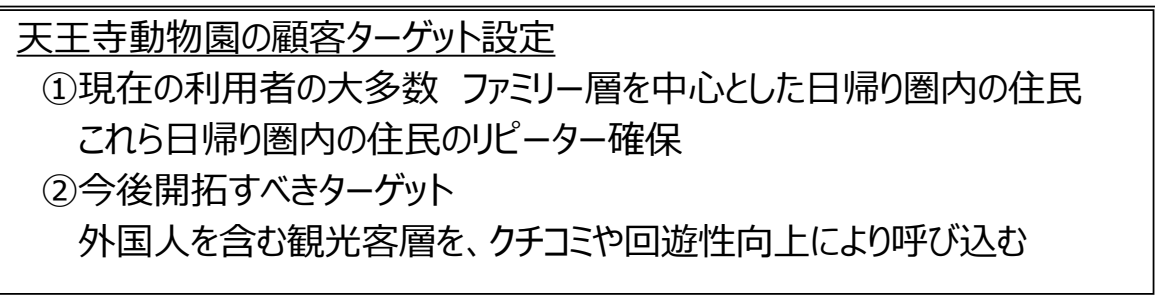 天王寺動物園の顧客ターゲット設定
①現在の利用者の大多数 ファミリー層を中心とした日帰り圏内の住民
これら日帰り圏内の住民のリピーター確保
②今後開拓すべきターゲット
外国人を含む観光客層を、クチコミや回遊性向上により呼び込む